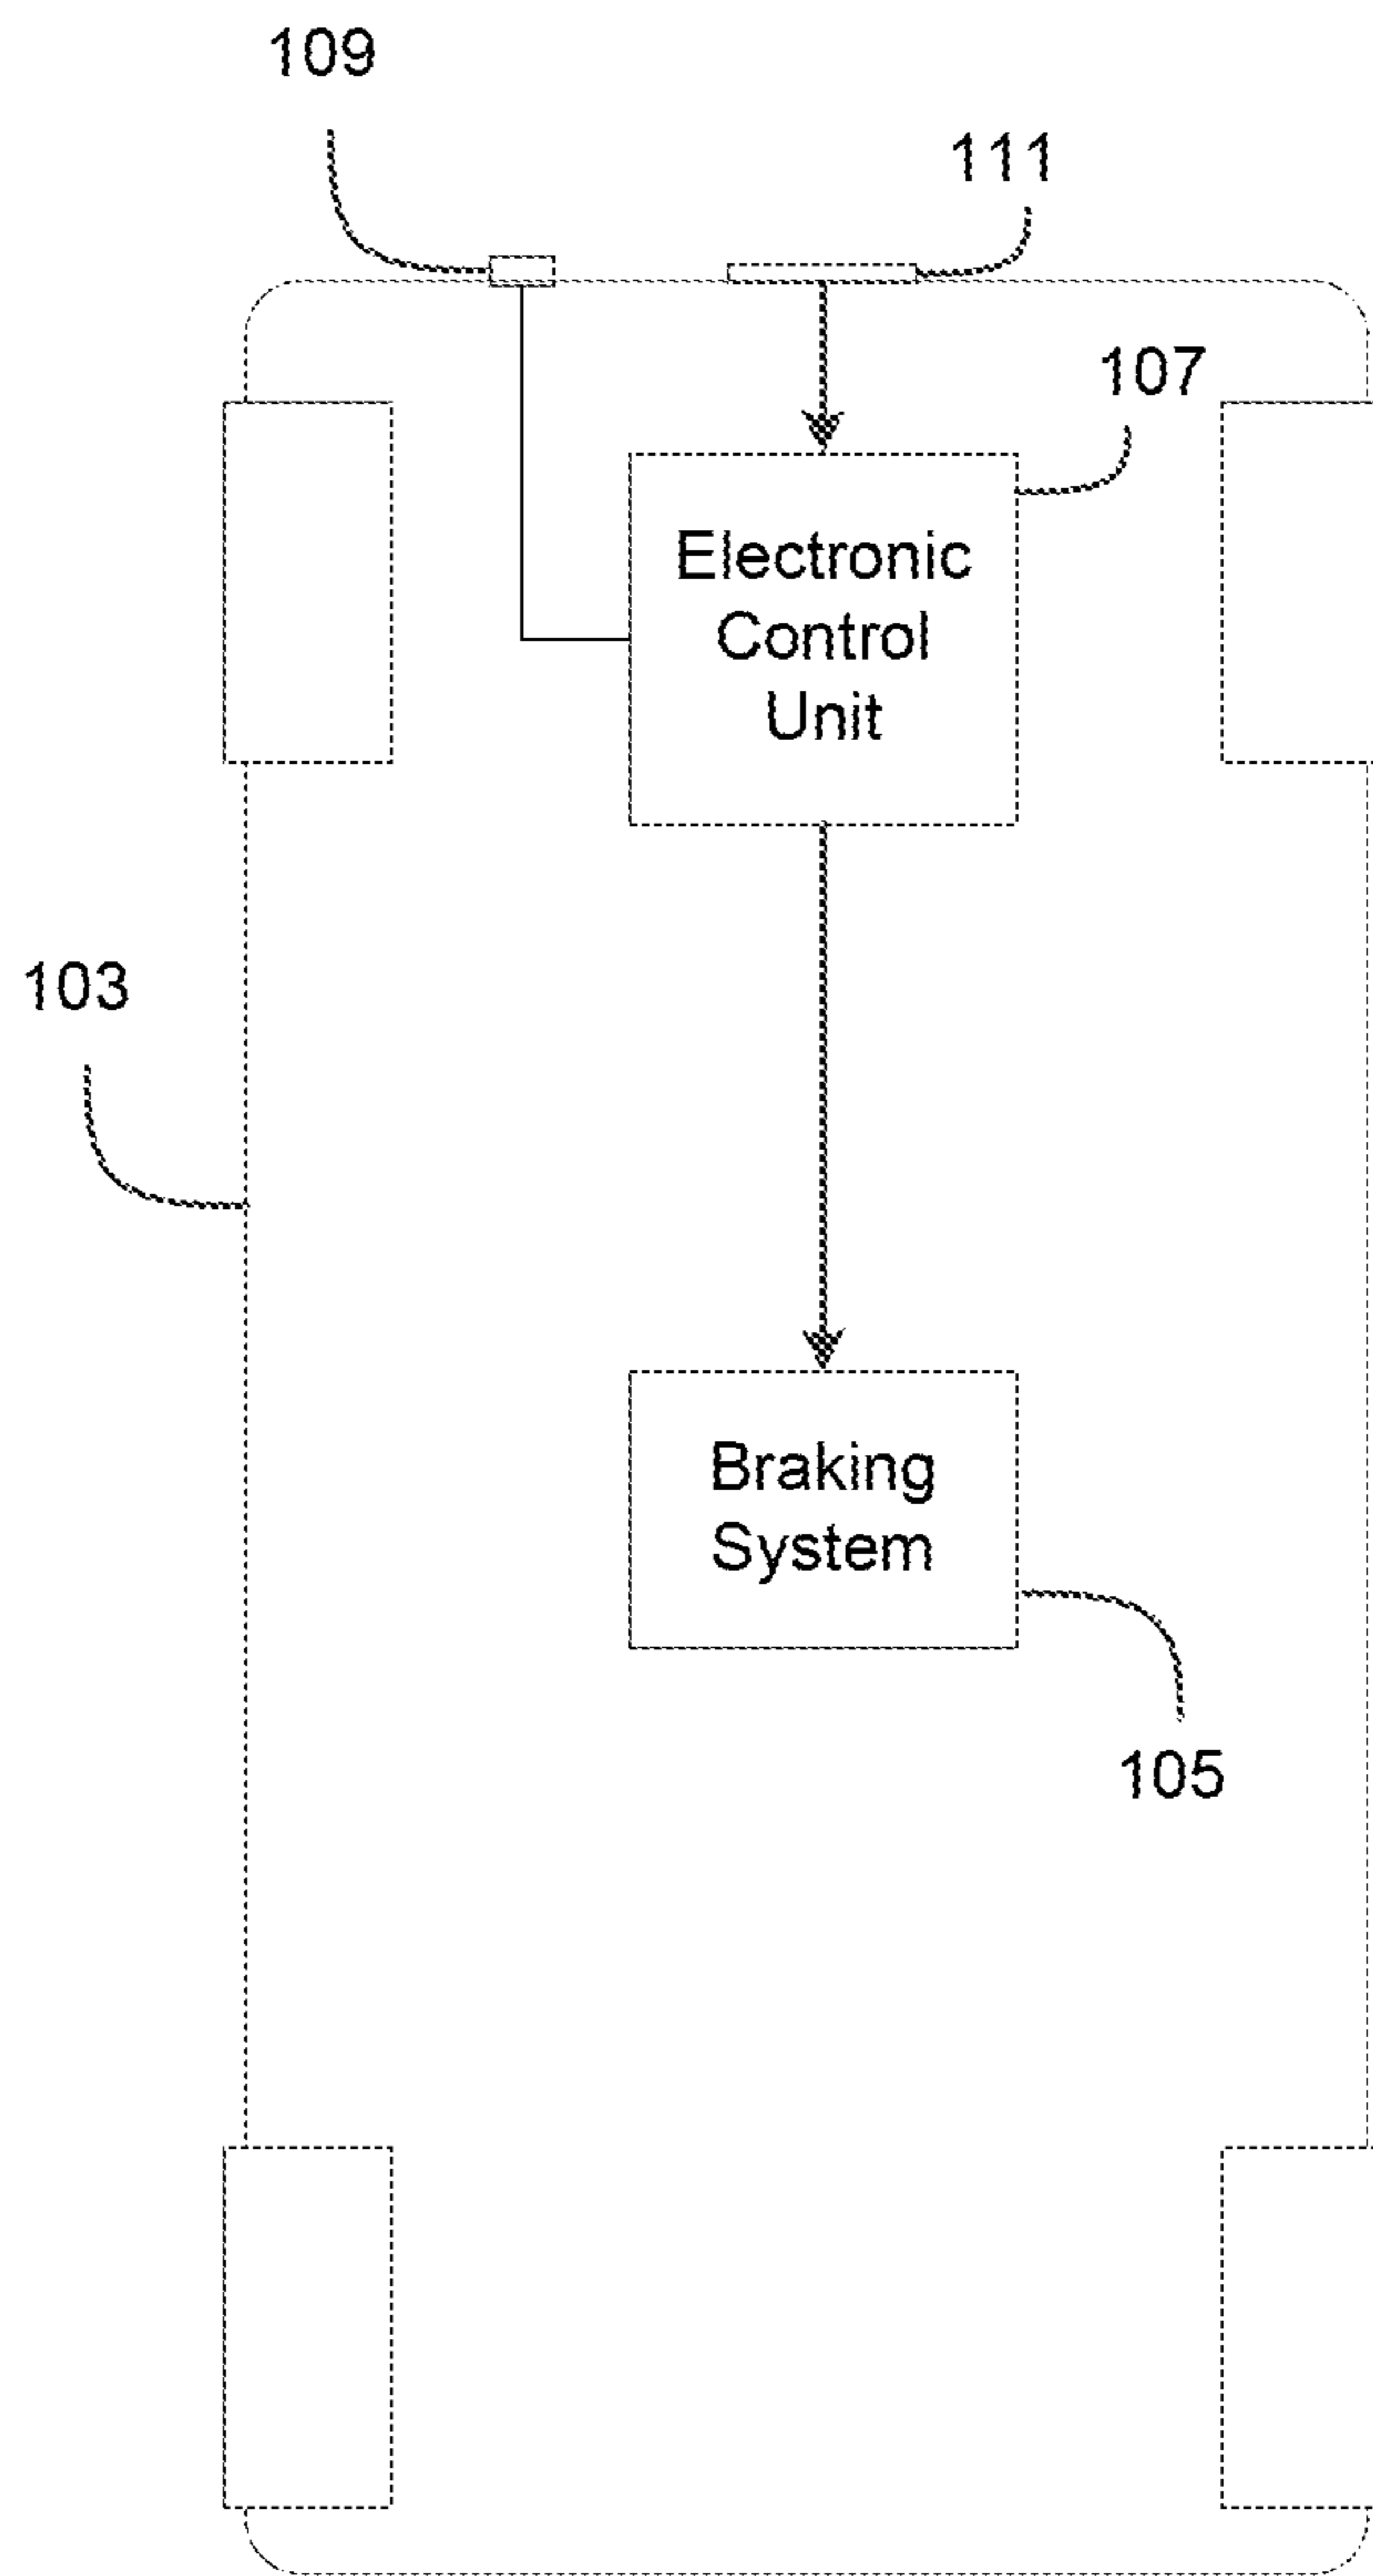 109
111
107
Electronic
Control
Unit
103
Braking
System
105